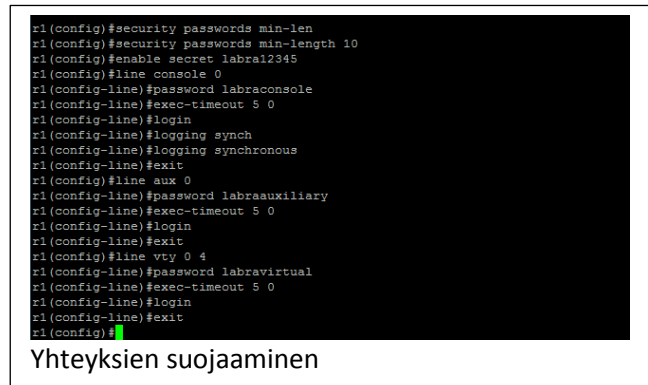 r1(config)#security passwords min-len
r1(config)#security passwords min-length 10
r1(config)#enable secret labra12345
r1(config)#line console 0
r1(config-line)#password labraconsole
r1(config-line)#exec-timeout 5 0
r1(config-line)#login
r1(config-line)#logging synch
r1(config-line)#logging synchronous
r1(config-line)#exit
r1(config)#line aux 0
r1(config-line)#password labraauxiliary
r1(config-line)#exec-timeout 5 0
r1(config-line)#login
r1(config-line)#exit
r1(config)#line vty 0 4
r1(config-line)#password labravirtual
r1(config-line)#exec-timeout 5 0
r1(config-line)#login
r1(config-line)#exit
r1(config)#
Yhteyksien suojaaminen